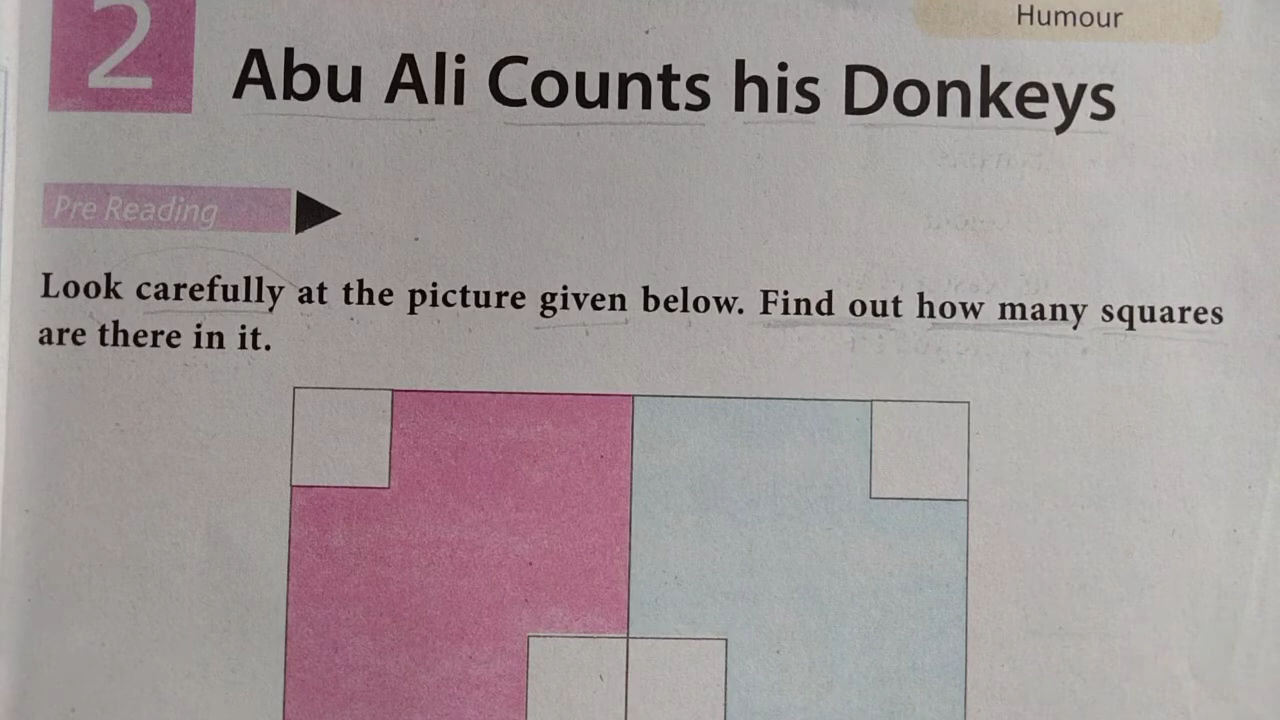 Humour
2
Abu Ali Counts his Donkeys
Pre Reading
Look carefully at the picture given below. Find out how many squares
are there in it.